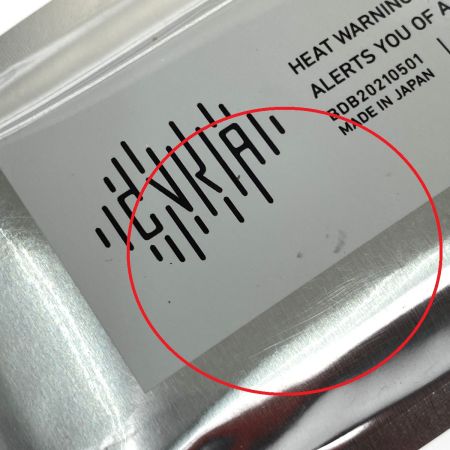 HEAT WARNING
ALERTS YOU OF A
BDB20210501
MADE IN JAPAN